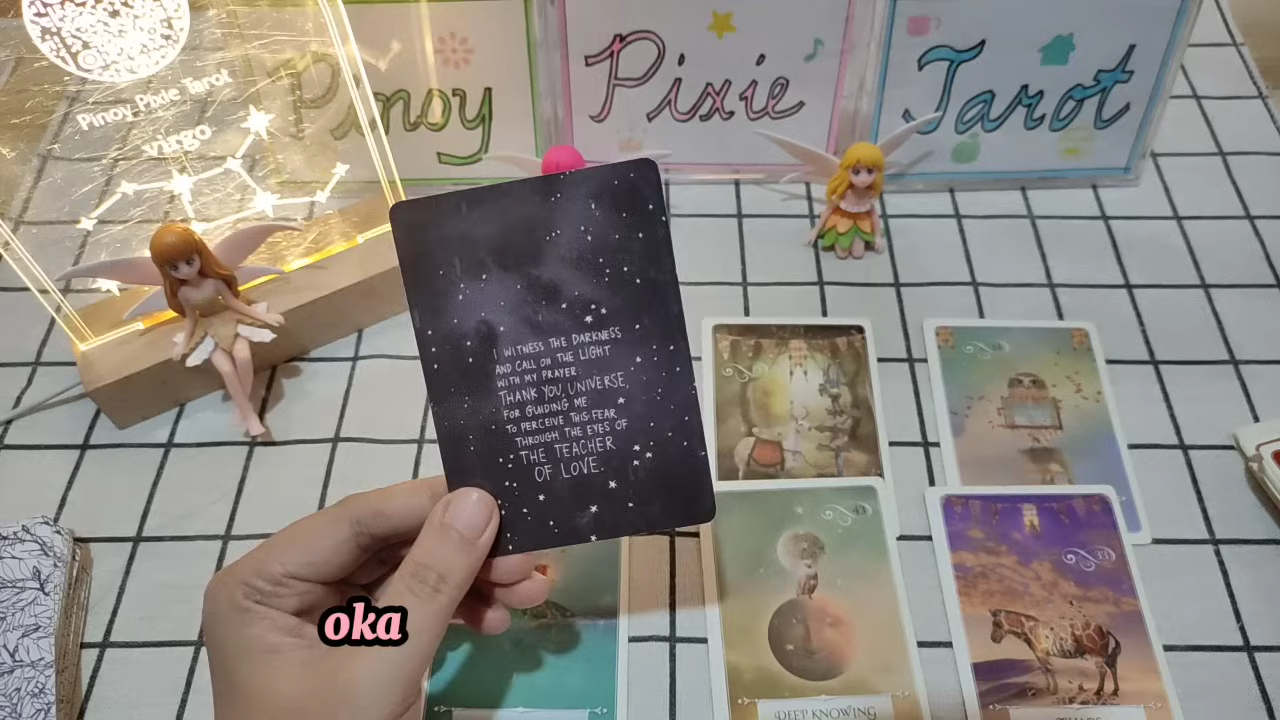 Pinoy Pixie Tarot
virgo
Pinoy
Pixie
Tarot
I WITNESS THE DARKNESS
AND CALL ON THE LIGHT
WITH MY PRAYER:
THANK YOU, UNIVERSE,
FOR GUIDING ME
TO PERCEIVE THIS FEAR
THROUGH THE EYES OF
THE TEACHER
OF LOVE.
oka
43
33
DEEP KNOWING